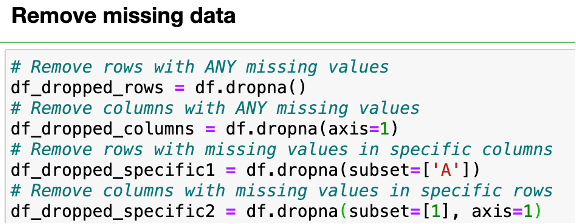 Remove missing data
# Remove rows with ANY missing values
df_dropped_rows = df.dropna()
# Remove columns with ANY missing values
df_dropped_columns = df.dropna(axis=1)
# Remove rows with missing values in specific columns
df_dropped_specific1 = df.dropna(subset=['A'])
# Remove columns with missing values in specific rows
df_dropped_specific2 = df.dropna(subset=[1], axis=1)